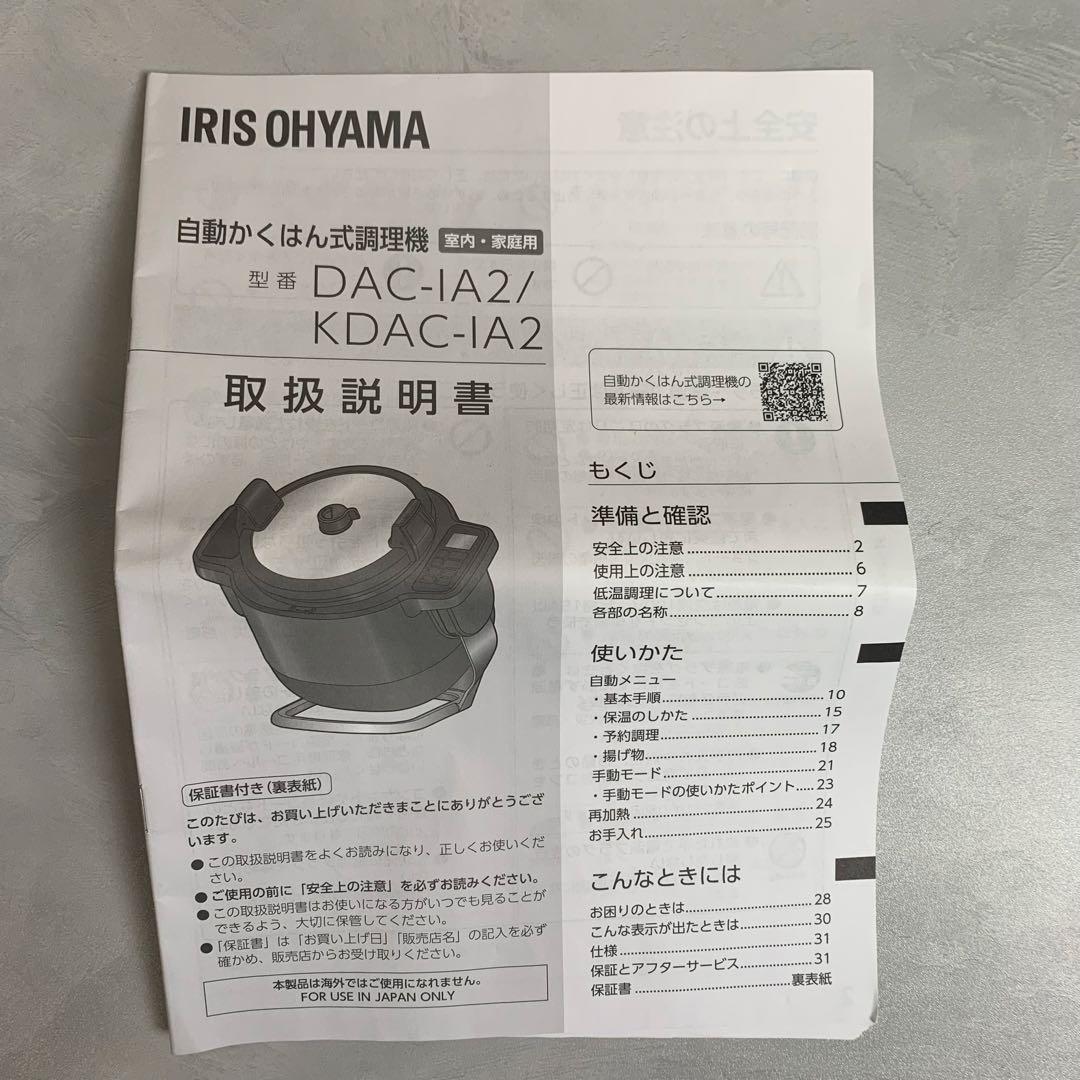 IRIS OHYAMA
自動かくはん式調理機 室内・家庭用
型番 DAC-IA2/
KDAC-IA2
取扱説明書
保証書付き(裏表紙)
このたびは、お買い上げいただきまことにありがとうござ
います。
●この取扱説明書をよくお読みになり、正しくお使いくだ
さい。
●ご使用の前に「安全上の注意」を必ずお読みください。
●この取扱説明書はお使いになる方がいつでも見ることが
できるよう、大切に保管してください。
●「保証書」は「お買い上げ日」「販売店名」の記入を必ず
確かめ、販売店からお受け取りください。
本製品は海外ではご使用になれません。
FOR USE IN JAPAN ONLY
自動かくはん式調理機の
最新情報はこちら→
もくじ
準備と確認
安全上の注意 2
使用上の注意 6
低温調理について 7
各部の名称 8
使いかた
自動メニュー
・基本手順 10
・保温のしかた 15
・予約調理 17
・揚げ物 18
手動モード 21
・手動モードの使いかたポイント 23
再加熱 24
お手入れ 25
こんなときには
お困りのときは 28
こんな表示が出たときは 30
仕様 31
保証とアフターサービス 31
保証書 裏表紙